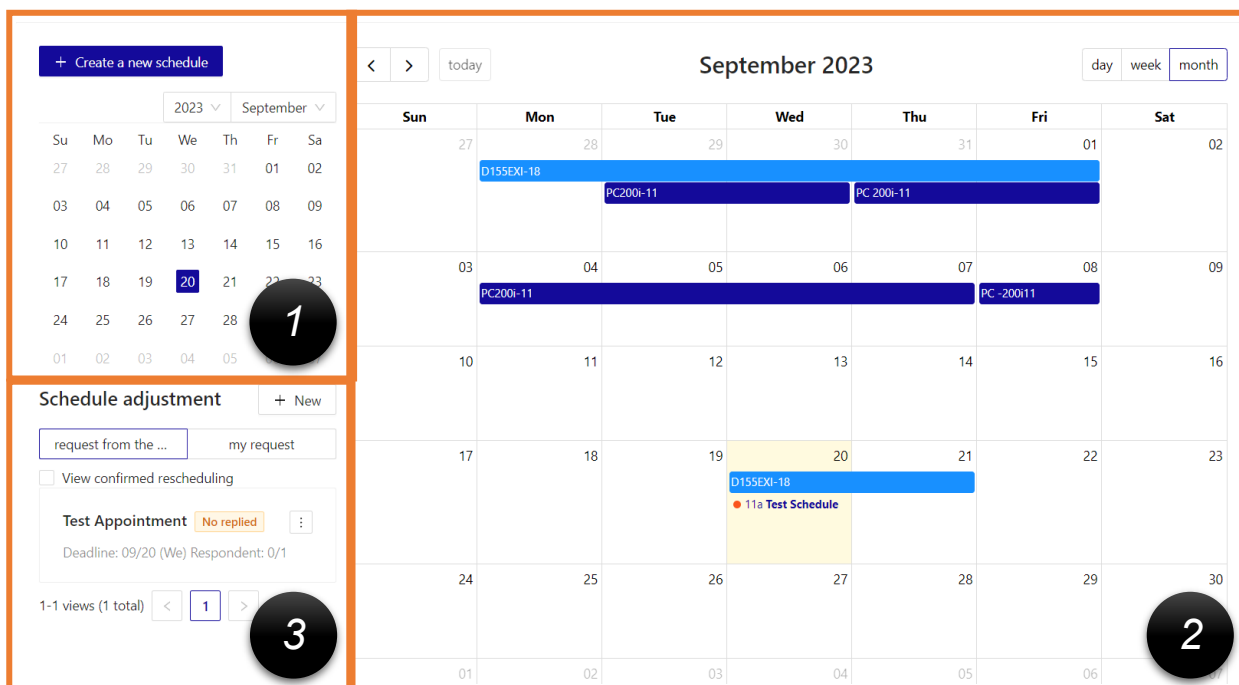 + Create a new schedule
2023 September
Su Mo Tu We Th Fr Sa
27 28 29 30 31 01 02
03 04 05 06 07 08 09
10 11 12 13 14 15 16
17 18 19 20 21 22 23
24 25 26 27 28
01 02 03 04 05
1
Schedule adjustment + New
request from the ... my request
View confirmed rescheduling
Test Appointment No replied
Deadline: 09/20 (We) Respondent: 0/1
1-1 views (1 total) < 1 >
3
< > today September 2023 day week month
Sun Mon Tue Wed Thu Fri Sat
27 28 29 30 31 01 02
D155EXI-18
PC200i-11 PC 200i-11
03 04 05 06 07 08 09
PC200i-11 PC -200i11
10 11 12 13 14 15 16
17 18 19 20 21 22 23
D155EXI-18
11a Test Schedule
24 25 26 27 28 29 30
01 02 03 04 05 06 07
2